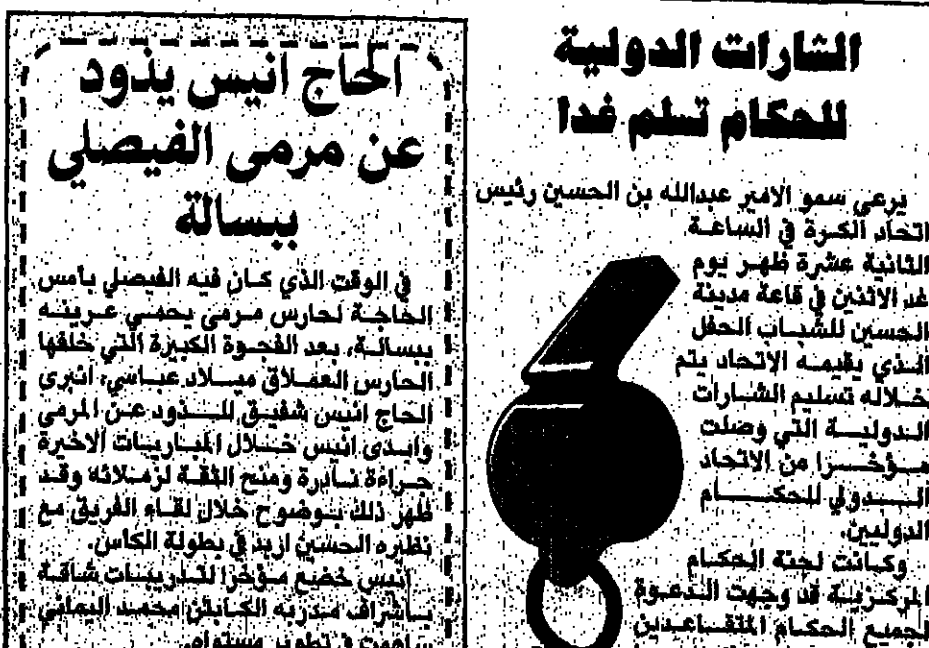 الشارات الدولية
للحكام تسلم غدا
يرعى سمو الامير عبدالله بن الحسين رئيس
اتحاد الكرة في الساعة
الثانية عشرة ظهر يوم
غد الاثنين في قاعة مدينة
الحسين للشباب الحفل
الذي يقيمه الاتحاد يتم
خلاله تسليم الشارات
الدولية التي وصلت
مؤخرا من الاتحاد
الدولي للحكام
الدوليين.
وكانت لجنة الحكام
المركزية قد وجهت الدعوة
لجميع الحكام المتقاعدين
الحاج انيس يذود
عن مرمى الفيصلي
ببسالة
في الوقت الذي كان فيه الفيصلي بأمس
الحاجة لحارس مرمى يحمي عرينه
ببسالة، بعد الفجوة الكبيرة التي خلفها
الحارس العملاق ميلاد عباسي، انبرى
الحاج انيس شفيق للذود عن المرمى
وابدى انيس خلال المباريات الاخيرة
جراءة نادرة ومنح الثقة لزملائه وقد
ظهر ذلك بوضوح خلال لقاء الفريق مع
نظيره الحسين اربد في بطولة الكاس.
انيس خضع مؤخرا لتدريبات شاقة
باشراف مدربه الكابتن محمد اليماني
ساهمت في تطوير مستواه.